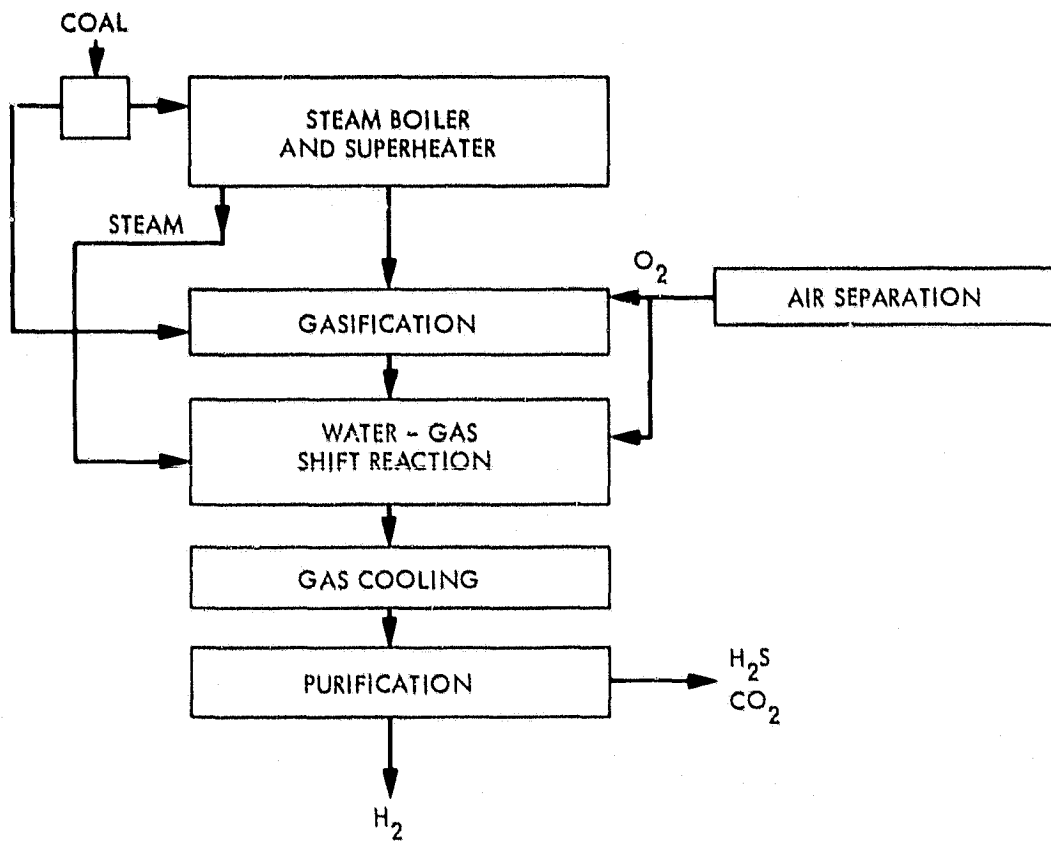 COAL
STEAM BOILER
AND SUPERHEATER
STEAM
O2
AIR SEPARATION
GASIFICATION
WATER - GAS
SHIFT REACTION
GAS COOLING
PURIFICATION
H2S
CO2
H2